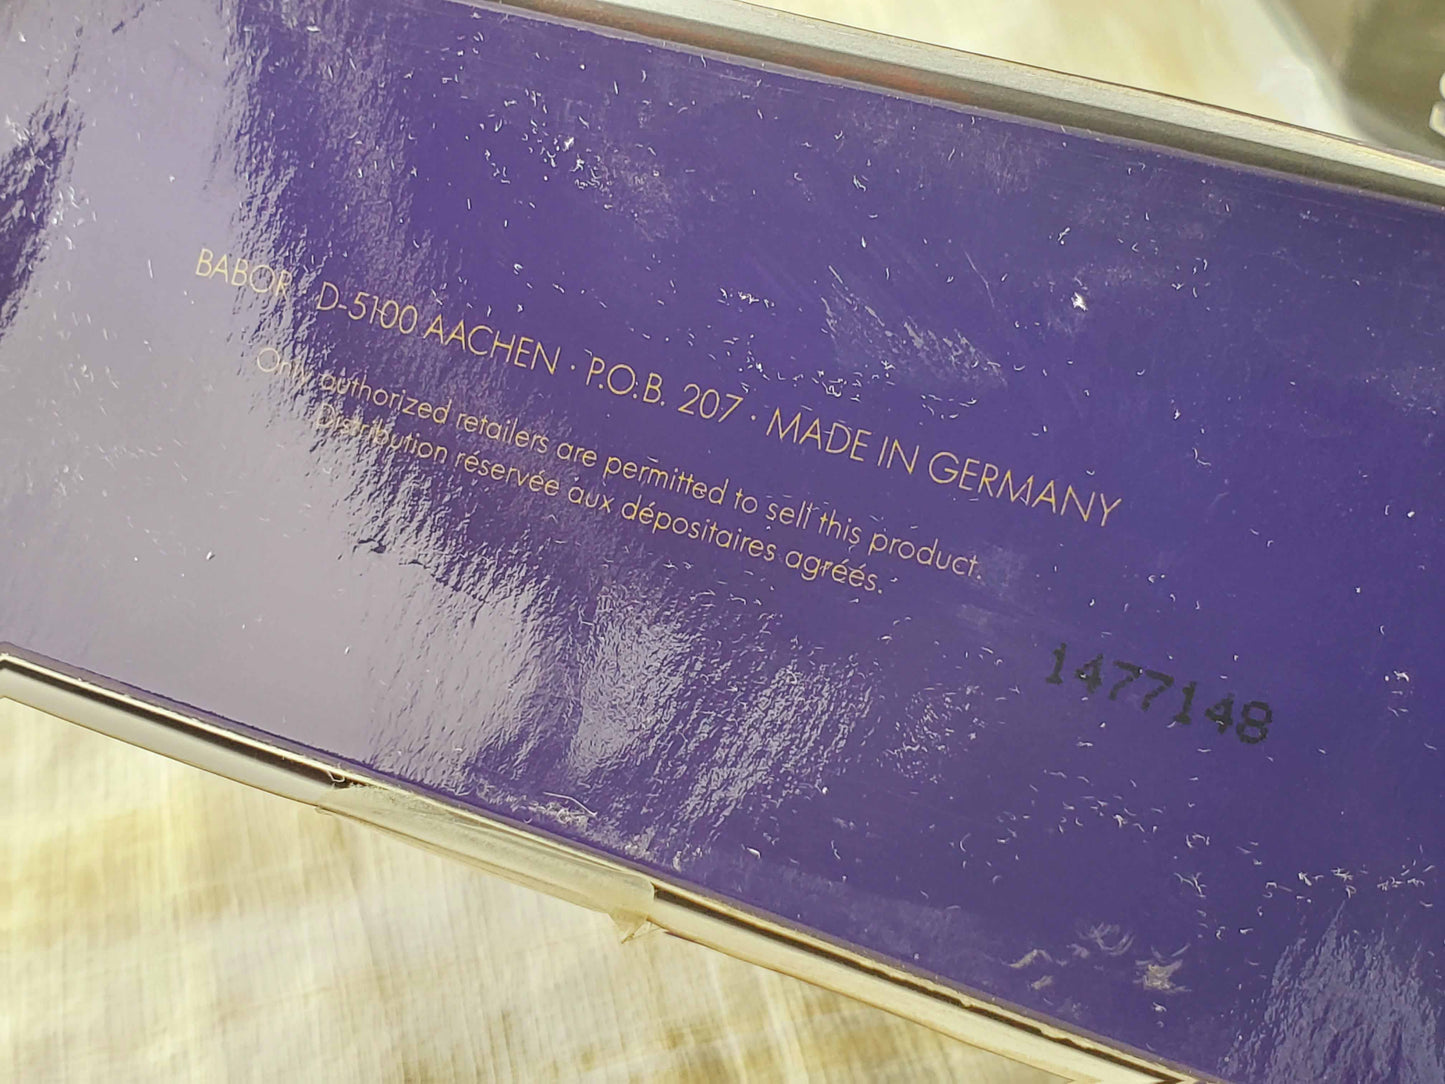 BABOR · D-5100 AACHEN · P.O.B. 207 · MADE IN GERMANY
Only authorized retailers are permitted to sell this product.
Distribution réservée aux dépositaires agréés.
1477148